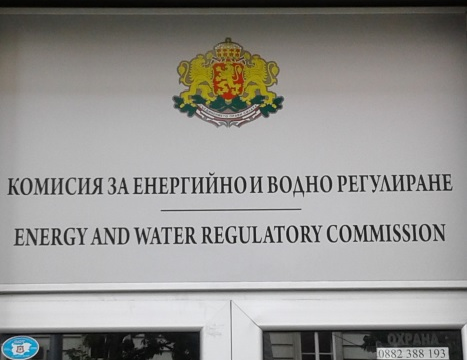 КОМИСИЯ ЗА ЕНЕРГИЙНО И ВОДНО РЕГУЛИРАНЕ
ENERGY AND WATER REGULATORY COMMISSION
ОХРАНА
0882 388 193